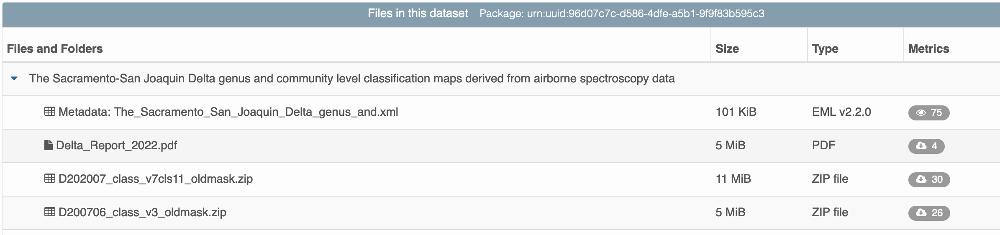 Files in this dataset Package: urn:uuid:96d07c7c-d586-4dfe-a5b1-9f9f83b595c3
Files and Folders Size Type Metrics
The Sacramento-San Joaquin Delta genus and community level classification maps derived from airborne spectroscopy data
Metadata: The_Sacramento_San_Joaquin_Delta_genus_and.xml 101 KiB EML v2.2.0 75
Delta_Report_2022.pdf 5 MiB PDF 4
D202007_class_v7cls11_oldmask.zip 11 MiB ZIP file 30
D200706_class_v3_oldmask.zip 5 MiB ZIP file 26